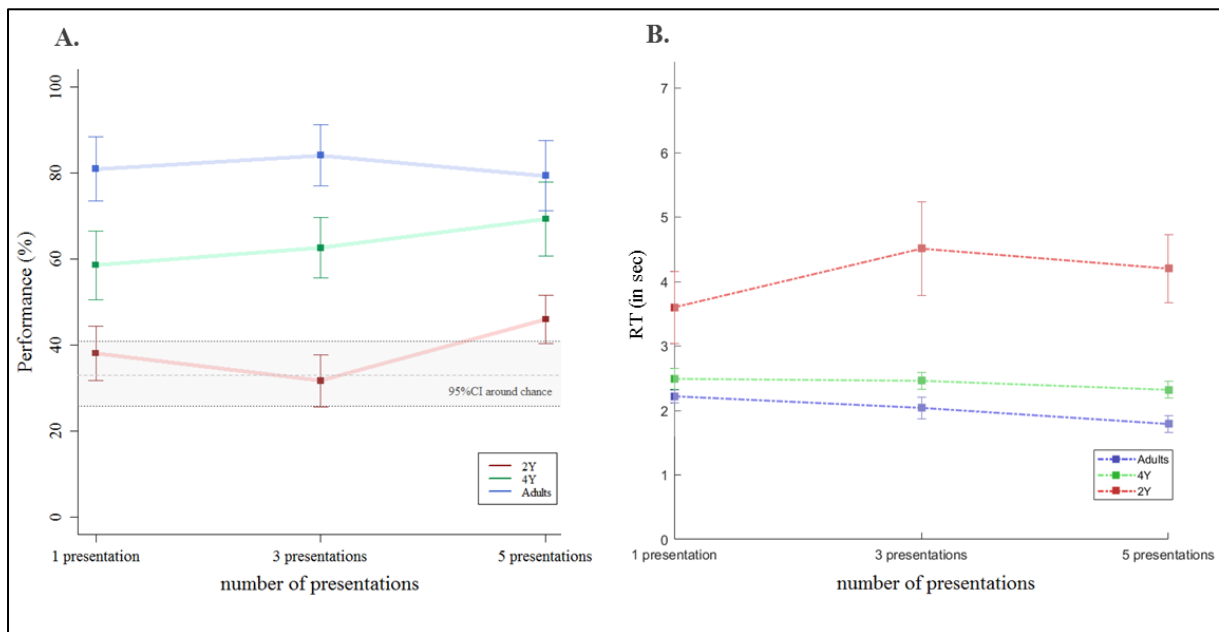 A.
100
80
60
40
20
0
Performance (%)
95%CI around chance
2Y
4Y
Adults
1 presentation 3 presentations 5 presentations
number of presentations
B.
7
6
5
4
3
2
1
0
RT (in sec)
Adults
4Y
2Y
1 presentation 3 presentations 5 presentations
number of presentations